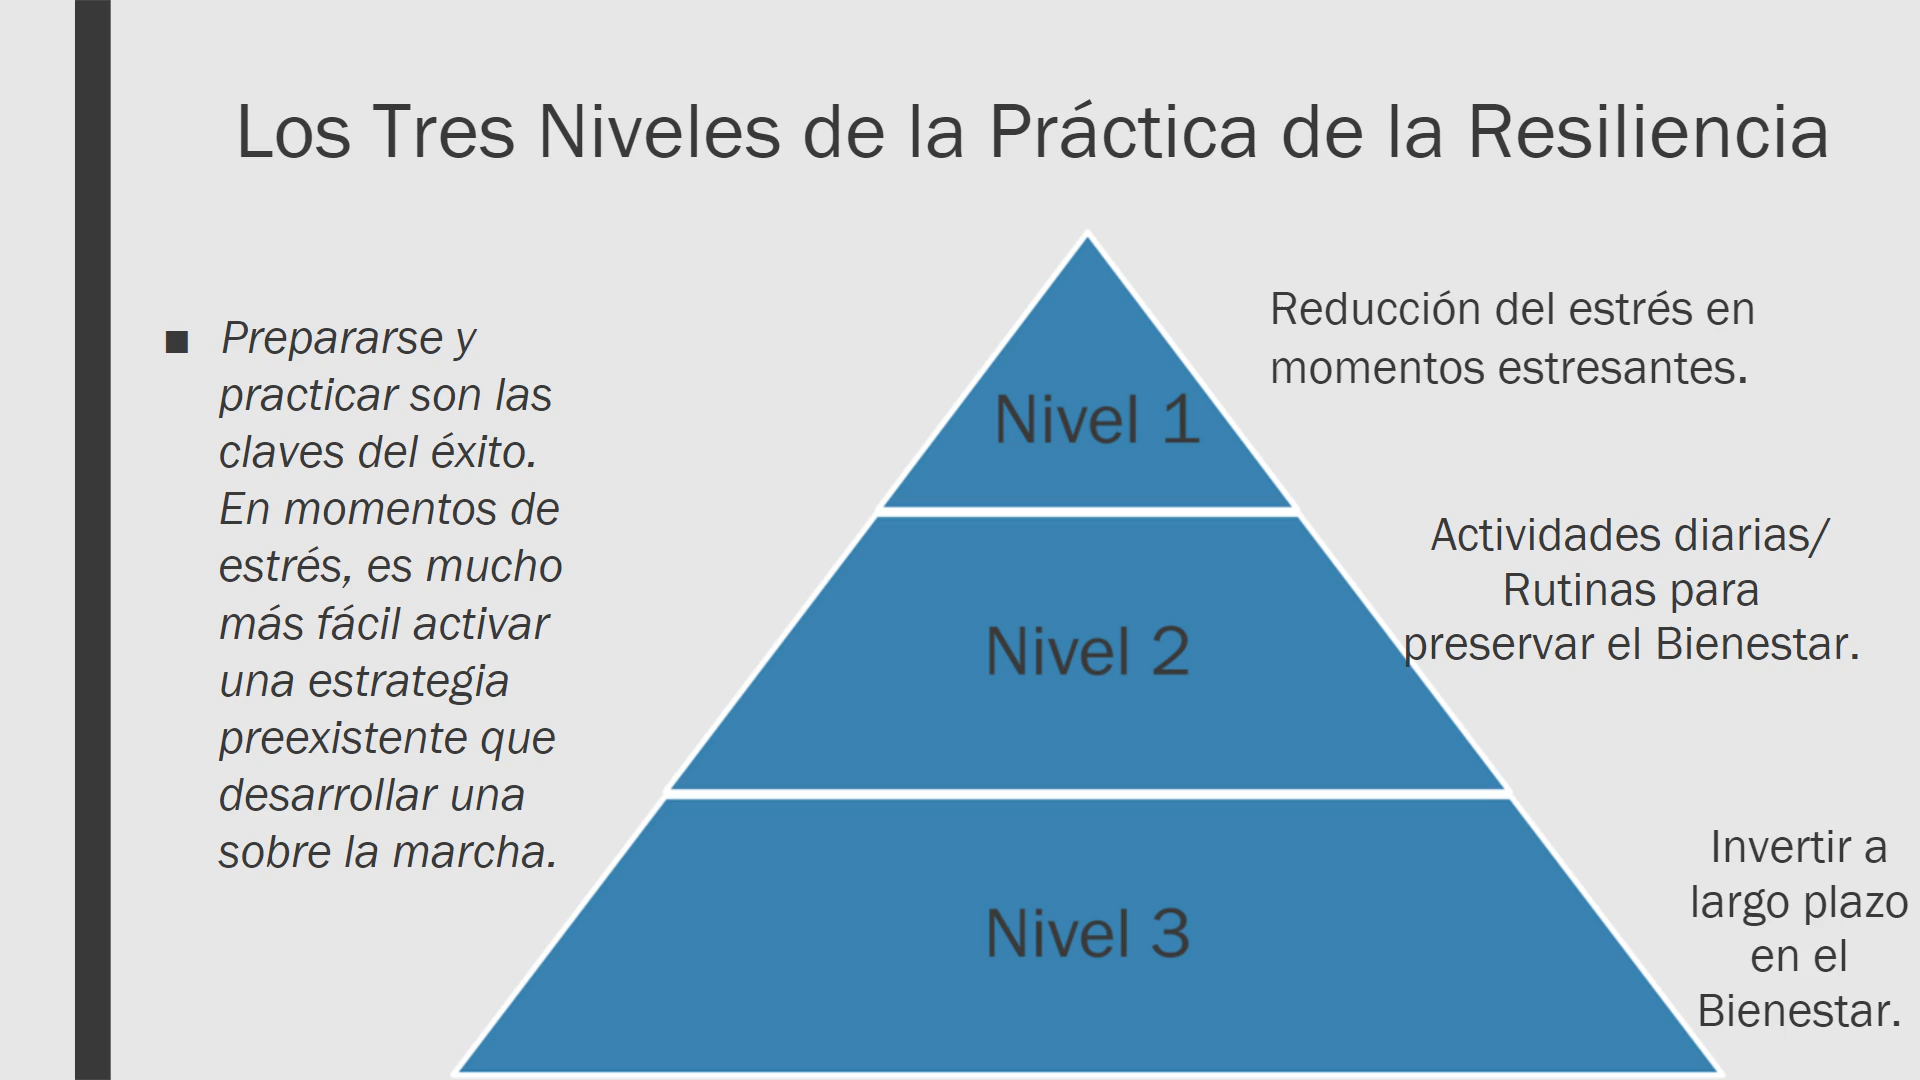 Los Tres Niveles de la Práctica de la Resiliencia
■ Prepararse y
practicar son las
claves del éxito.
En momentos de
estrés, es mucho
más fácil activar
una estrategia
preexistente que
desarrollar una
sobre la marcha.
Nivel 1
Reducción del estrés en
momentos estresantes.
Nivel 2
Actividades diarias/
Rutinas para
preservar el Bienestar.
Nivel 3
Invertir a
largo plazo
en el
Bienestar.